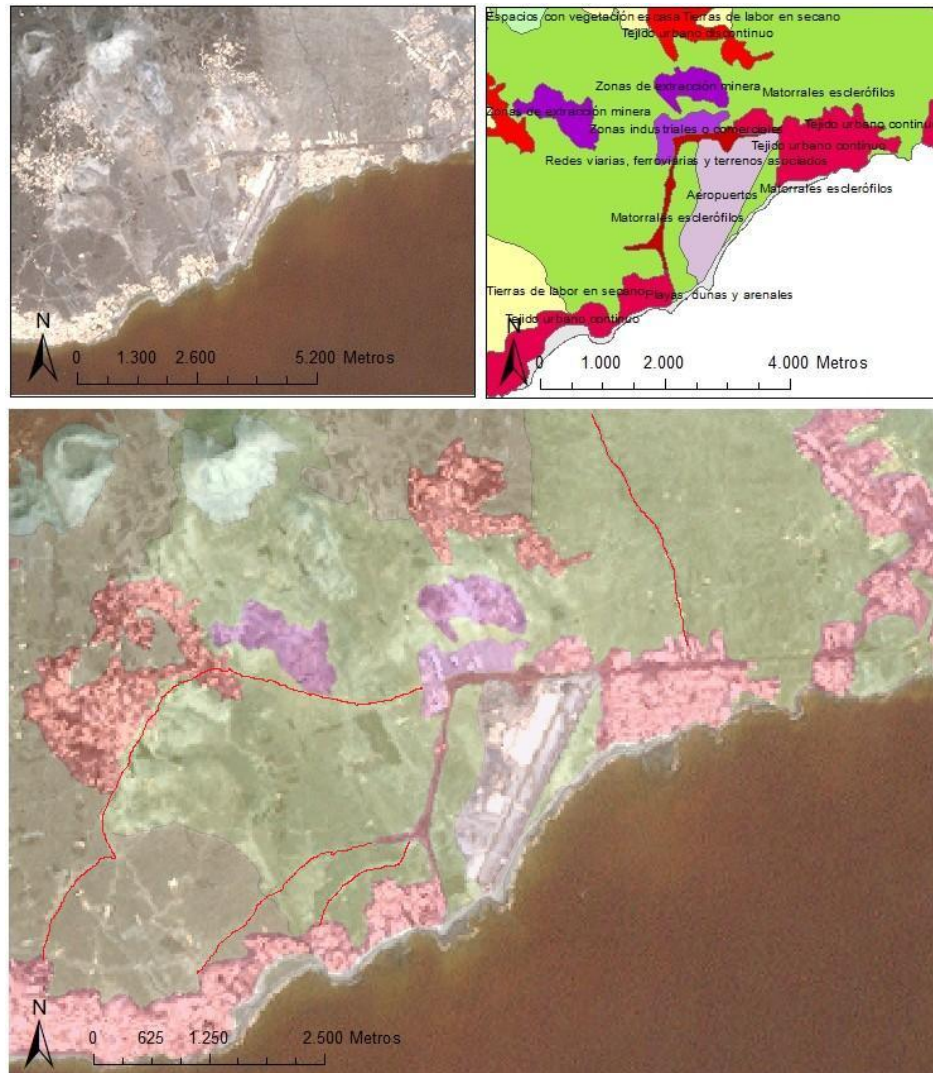 N
0 1.300 2.600 5.200 Metros
Espacios con vegetación escasa Tierras de labor en secano
Tejido urbano discontinuo
Zonas de extracción minera
Matorrales esclerófilos
Zonas de extracción minera
Zonas industriales o comerciales
Tejido urbano continuo
Tejido urbano continuo
Redes viarias, ferroviarias y terrenos asociados
Aeropuertos
Matorrales esclerófilos
Matorrales esclerófilos
Tierras de labor en secano
Playas, dunas y arenales
Tejido urbano continuo
N
0 1.000 2.000 4.000 Metros
N
0 625 1.250 2.500 Metros